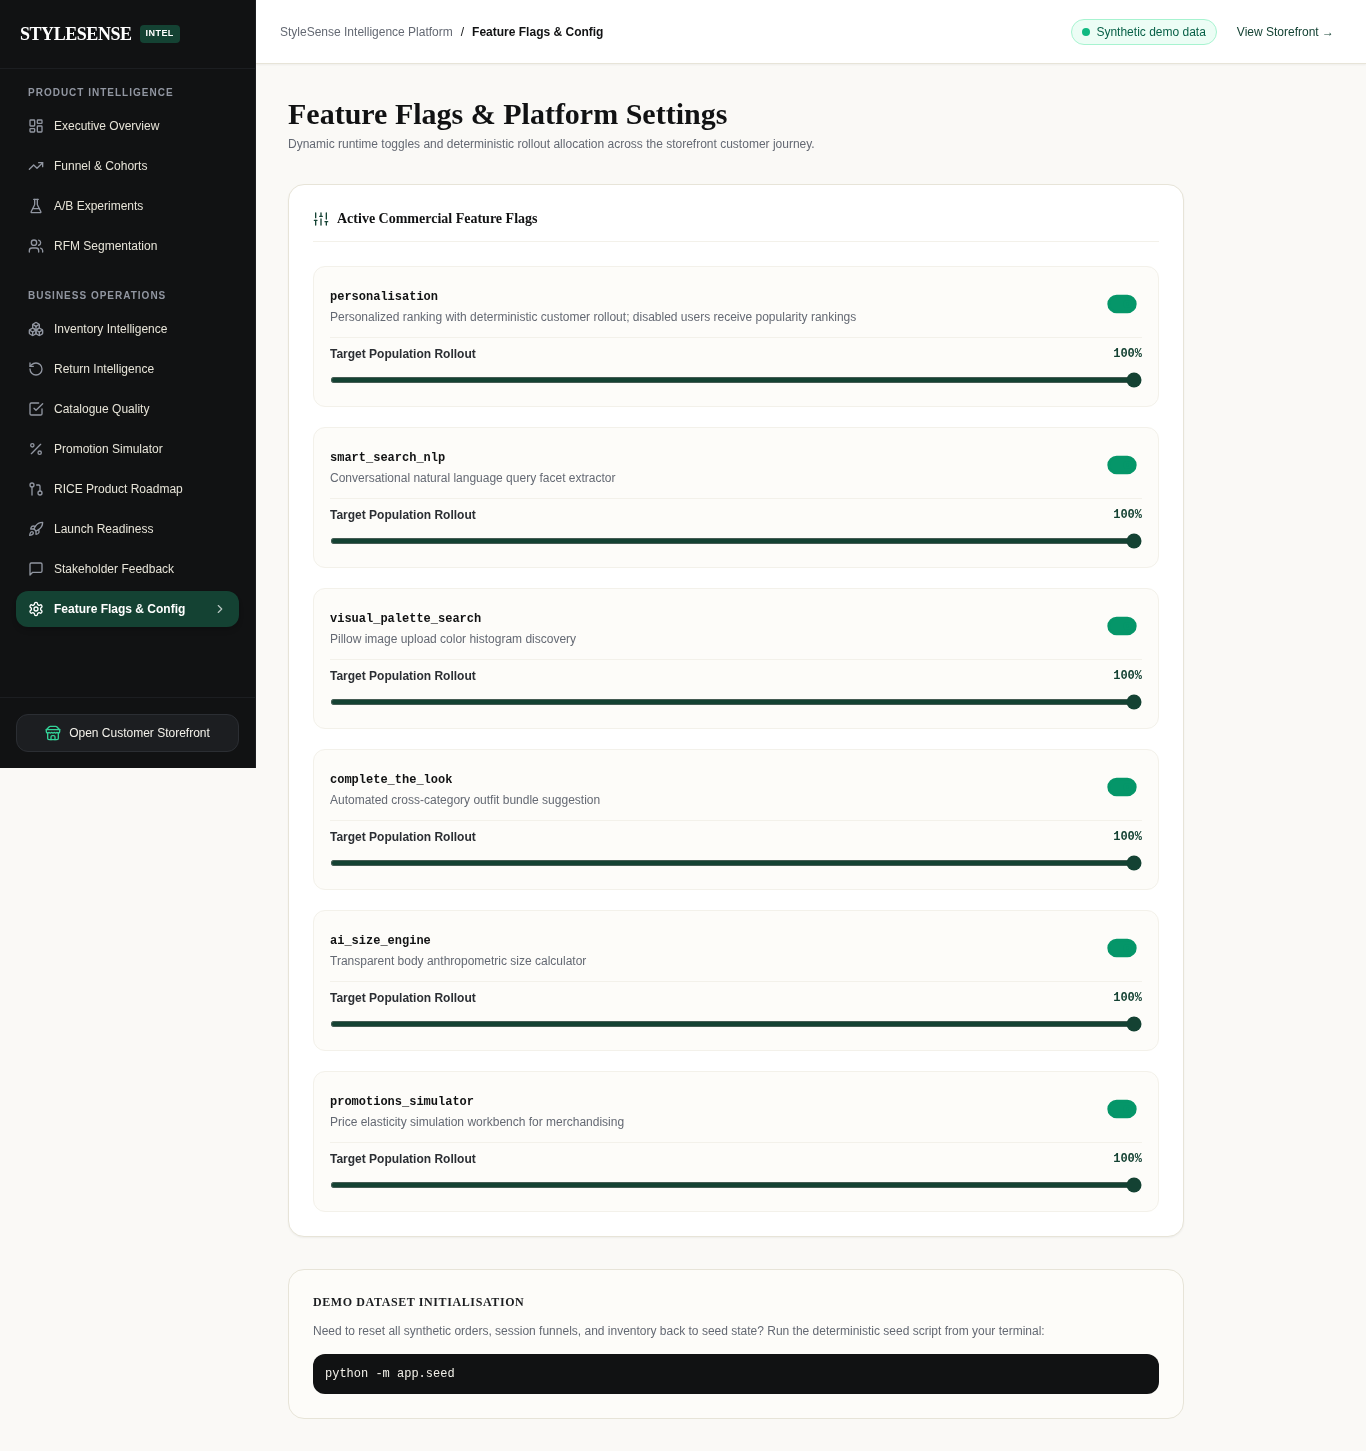 STYLESENSE INTEL
PRODUCT INTELLIGENCE
Executive Overview
Funnel & Cohorts
A/B Experiments
RFM Segmentation
BUSINESS OPERATIONS
Inventory Intelligence
Return Intelligence
Catalogue Quality
Promotion Simulator
RICE Product Roadmap
Launch Readiness
Stakeholder Feedback
Feature Flags & Config
Open Customer Storefront
StyleSense Intelligence Platform / Feature Flags & Config
Synthetic demo data
View Storefront →
Feature Flags & Platform Settings
Dynamic runtime toggles and deterministic rollout allocation across the storefront customer journey.
Active Commercial Feature Flags
personalisation
Personalized ranking with deterministic customer rollout; disabled users receive popularity rankings
Target Population Rollout 100%
smart_search_nlp
Conversational natural language query facet extractor
Target Population Rollout 100%
visual_palette_search
Pillow image upload color histogram discovery
Target Population Rollout 100%
complete_the_look
Automated cross-category outfit bundle suggestion
Target Population Rollout 100%
ai_size_engine
Transparent body anthropometric size calculator
Target Population Rollout 100%
promotions_simulator
Price elasticity simulation workbench for merchandising
Target Population Rollout 100%
DEMO DATASET INITIALISATION
Need to reset all synthetic orders, session funnels, and inventory back to seed state? Run the deterministic seed script from your terminal:
python -m app.seed